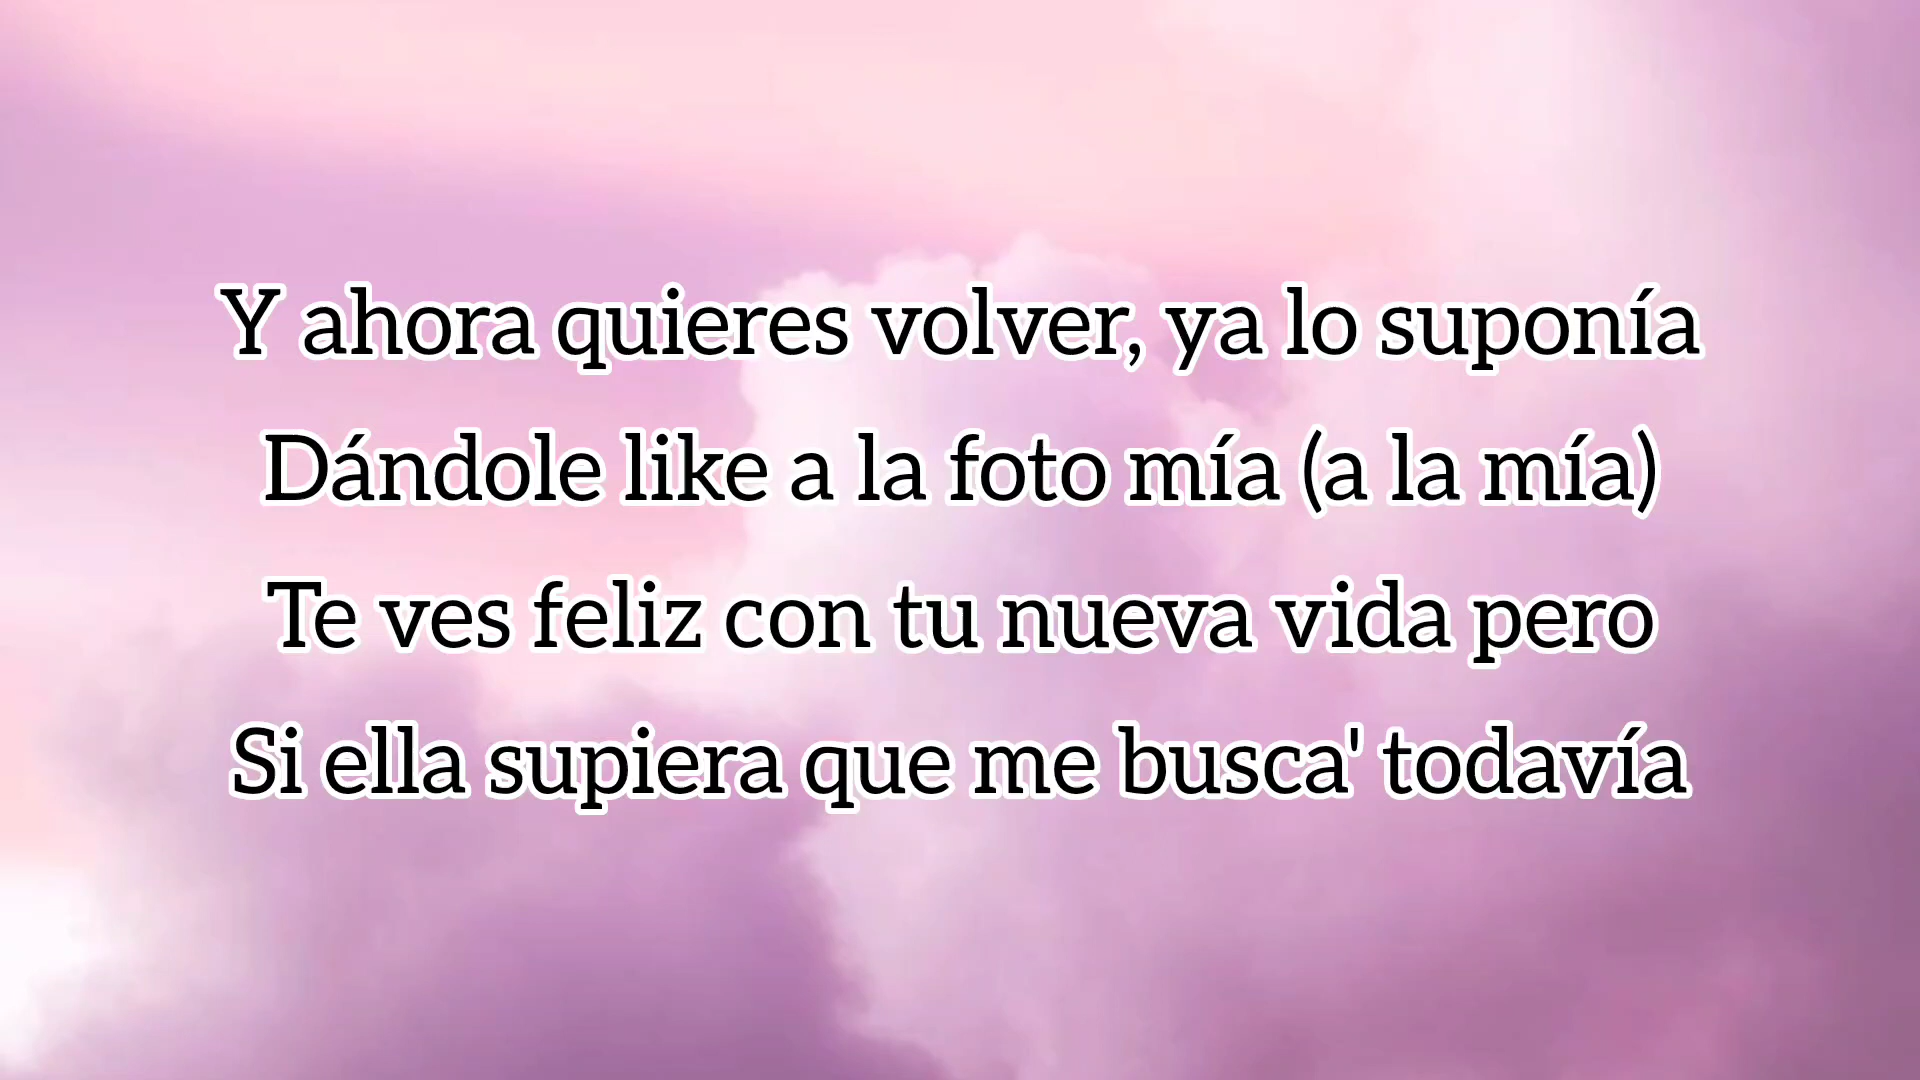 Y ahora quieres volver, ya lo suponía
Dándole like a la foto mía (a la mía)
Te ves feliz con tu nueva vida pero
Si ella supiera que me busca' todavía